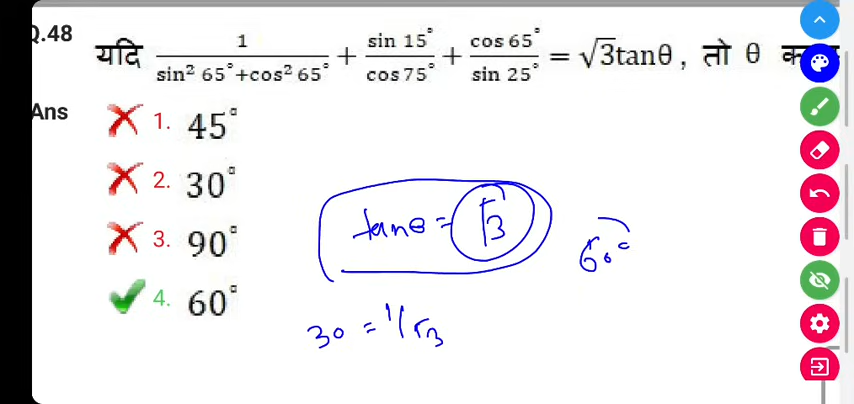 Q.48 यदि 1/(sin² 65°+cos² 65°) + sin 15°/cos 75° + cos 65°/sin 25° = √3tanθ, तो θ
Ans
1. 45°
2. 30°
3. 90°
4. 60°
tanθ = √3
60°
30 = 1/√3